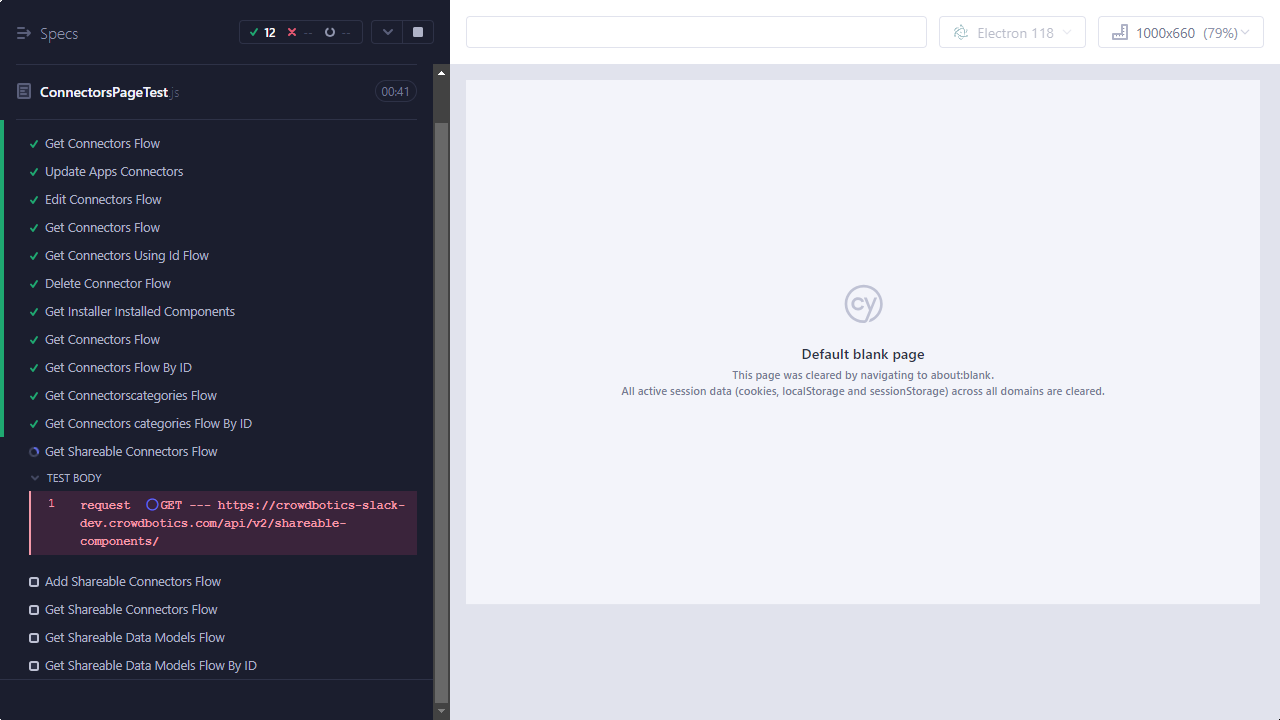 Specs
12 -- --
Electron 118
1000x660 (79%)
ConnectorsPageTest.js
00:41
Get Connectors Flow
Update Apps Connectors
Edit Connectors Flow
Get Connectors Flow
Get Connectors Using Id Flow
Delete Connector Flow
Get Installer Installed Components
Get Connectors Flow
Get Connectors Flow By ID
Get Connectorscategories Flow
Get Connectors categories Flow By ID
Get Shareable Connectors Flow
TEST BODY
1 request GET --- https://crowdbotics-slack-
dev.crowdbotics.com/api/v2/shareable-
components/
Add Shareable Connectors Flow
Get Shareable Connectors Flow
Get Shareable Data Models Flow
Get Shareable Data Models Flow By ID
cy
Default blank page
This page was cleared by navigating to about:blank.
All active session data (cookies, localStorage and sessionStorage) across all domains are cleared.